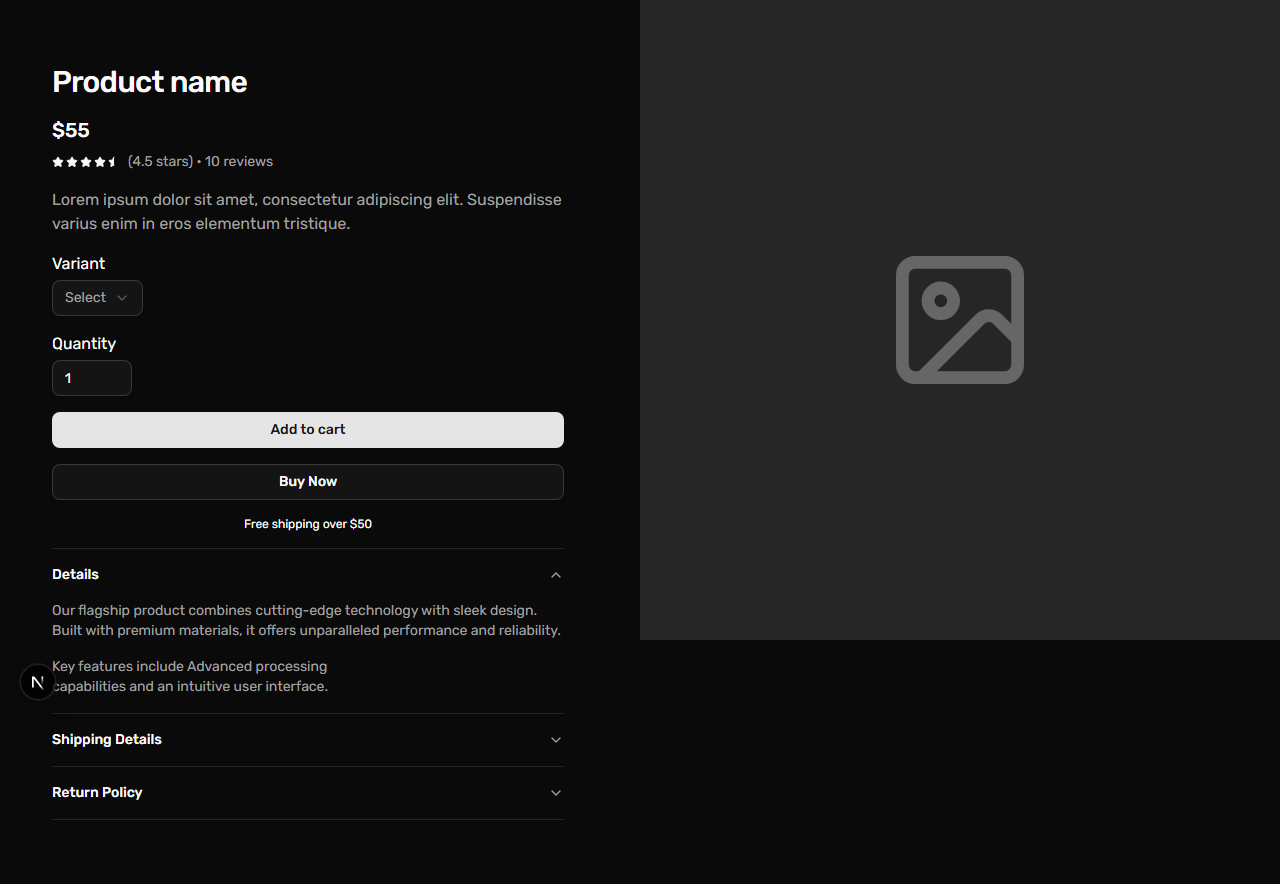 Product name
$55
(4.5 stars) • 10 reviews
Lorem ipsum dolor sit amet, consectetur adipiscing elit. Suspendisse
varius enim in eros elementum tristique.
Variant
Select
Quantity
1
Add to cart
Buy Now
Free shipping over $50
Details
Our flagship product combines cutting-edge technology with sleek design.
Built with premium materials, it offers unparalleled performance and reliability.
Key features include Advanced processing
capabilities and an intuitive user interface.
N
Shipping Details
Return Policy